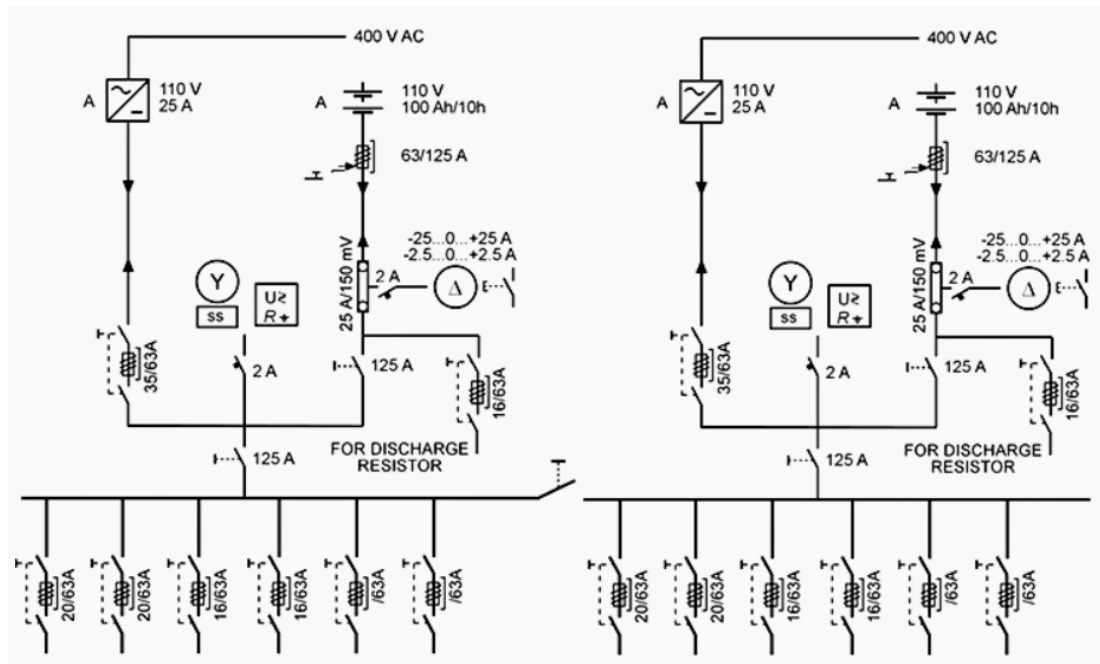 400 V AC
A
110 V
25 A
A
110 V
100 Ah/10h
63/125 A
-25...0...+25 A
-2.5...0...+2.5 A
25 A/150 mV
2 A
Δ
Y
ss
U≥
R
35/63A
2 A
125 A
16/63A
FOR DISCHARGE
RESISTOR
125 A
20/63A
20/63A
16/63A
16/63A
/63A
/63A
400 V AC
A
110 V
25 A
A
110 V
100 Ah/10h
63/125 A
-25...0...+25 A
-2.5...0...+2.5 A
25 A/150 mV
2 A
Δ
Y
ss
U≥
R
35/63A
2 A
125 A
16/63A
FOR DISCHARGE
RESISTOR
125 A
20/63A
20/63A
16/63A
16/63A
/63A
/63A